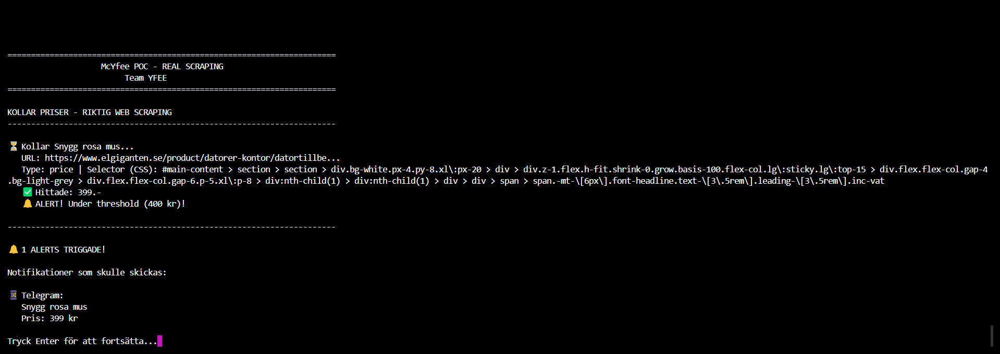 ======================================================================
McYfee POC - REAL SCRAPING
Team YFEE
======================================================================
KOLLAR PRISER - RIKTIG WEB SCRAPING
----------------------------------------------------------------------
⏳ Kollar Snygg rosa mus...
URL: https://www.elgiganten.se/product/datorer-kontor/datortillbe...
Type: price | Selector (CSS): #main-content > section > section > div.bg-white.px-4.py-8.xl\:px-20 > div > div.z-1.flex.h-fit.shrink-0.grow.basis-100.flex-col.lg\:sticky.lg\:top-15 > div.flex.flex-col.gap-4
.bg-light-grey > div.flex.flex-col.gap-6.p-5.xl\:p-8 > div:nth-child(1) > div:nth-child(1) > div > div > span > span.-mt-\[6px\].font-headline.text-\[3\.5rem\].leading-\[3\.5rem\].inc-vat
✅ Hittade: 399.-
🔔 ALERT! Under threshold (400 kr)!
----------------------------------------------------------------------
🔔 1 ALERTS TRIGGADE!
Notifikationer som skulle skickas:
📱 Telegram:
Snygg rosa mus
Pris: 399 kr
Tryck Enter för att fortsätta...